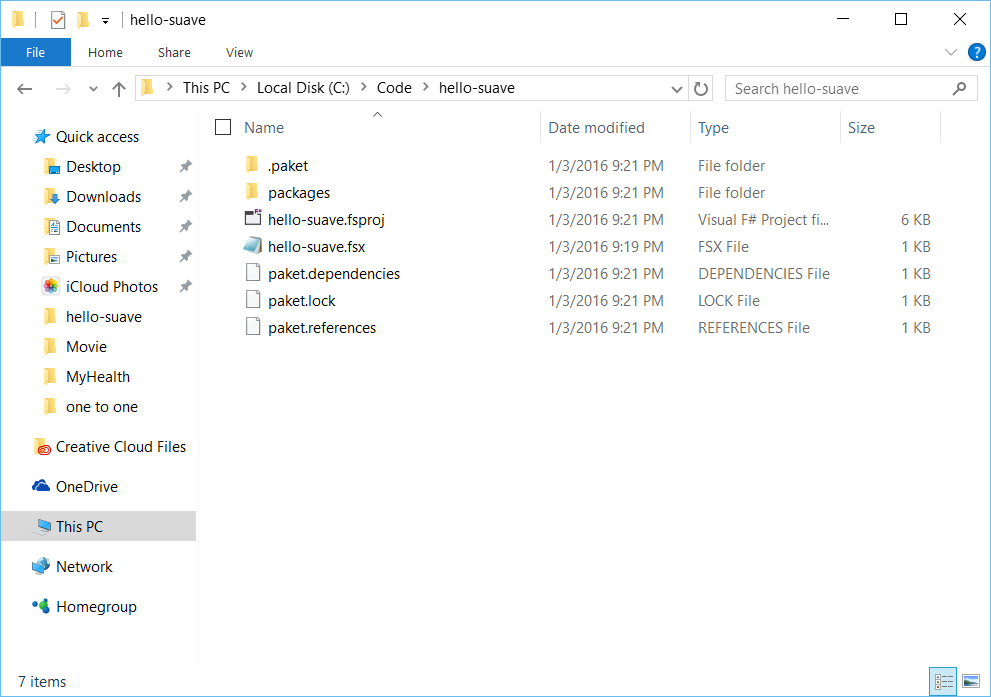 hello-suave
File Home Share View ?
This PC Local Disk (C:) Code hello-suave Search hello-suave
Name Date modified Type Size
Quick access
Desktop
Downloads
Documents
Pictures
iCloud Photos
hello-suave
Movie
MyHealth
one to one
Creative Cloud Files
OneDrive
This PC
Network
Homegroup
.paket 1/3/2016 9:21 PM File folder
packages 1/3/2016 9:21 PM File folder
hello-suave.fsproj 1/3/2016 9:21 PM Visual F# Project fi... 6 KB
hello-suave.fsx 1/3/2016 9:19 PM FSX File 1 KB
paket.dependencies 1/3/2016 9:21 PM DEPENDENCIES File 1 KB
paket.lock 1/3/2016 9:21 PM LOCK File 1 KB
paket.references 1/3/2016 9:21 PM REFERENCES File 1 KB
7 items